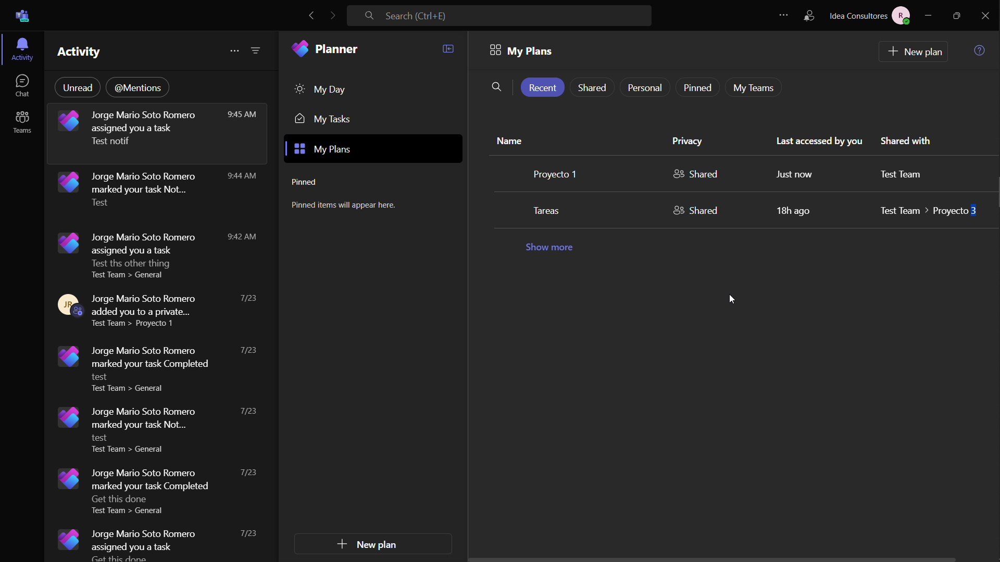 T
NEW
Search (Ctrl+E)
Idea Consultores
R
Activity
Chat
Teams
Activity
Unread
@Mentions
Jorge Mario Soto Romero
assigned you a task
9:45 AM
Test notif
Jorge Mario Soto Romero
marked your task Not...
9:44 AM
Test
Jorge Mario Soto Romero
assigned you a task
9:42 AM
Test ths other thing
Test Team > General
JR
Jorge Mario Soto Romero
added you to a private...
7/23
Test Team > Proyecto 1
Jorge Mario Soto Romero
marked your task Completed
7/23
test
Test Team > General
Jorge Mario Soto Romero
marked your task Not...
7/23
test
Test Team > General
Jorge Mario Soto Romero
marked your task Completed
7/23
Get this done
Test Team > General
Jorge Mario Soto Romero
assigned you a task
7/23
Get this done
Planner
My Day
My Tasks
My Plans
Pinned
Pinned items will appear here.
New plan
My Plans
New plan
Recent
Shared
Personal
Pinned
My Teams
Name Privacy Last accessed by you Shared with
Proyecto 1 Shared Just now Test Team
Tareas Shared 18h ago Test Team > Proyecto 3
Show more